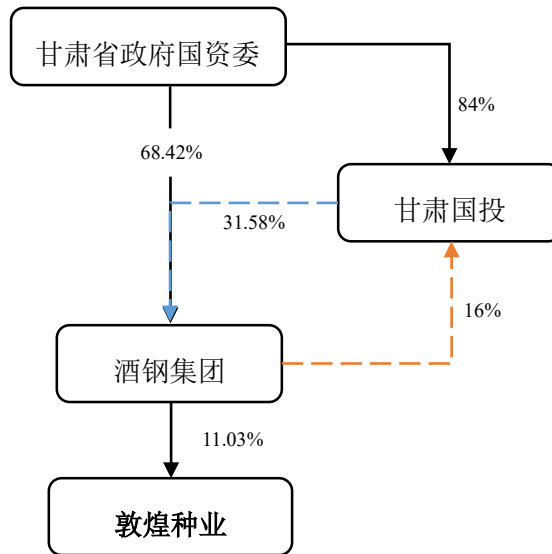 甘肃省政府国资委
84%
68.42%
甘肃国投
31.58%
16%
酒钢集团
11.03%
敦煌种业